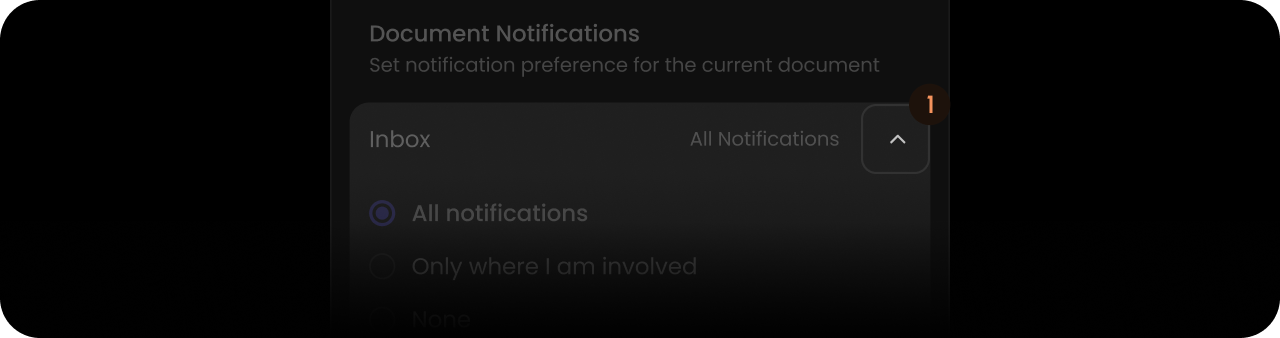 Document Notifications
Set notification preference for the current document
1
Inbox
All Notifications
All notifications
Only where I am involved
None